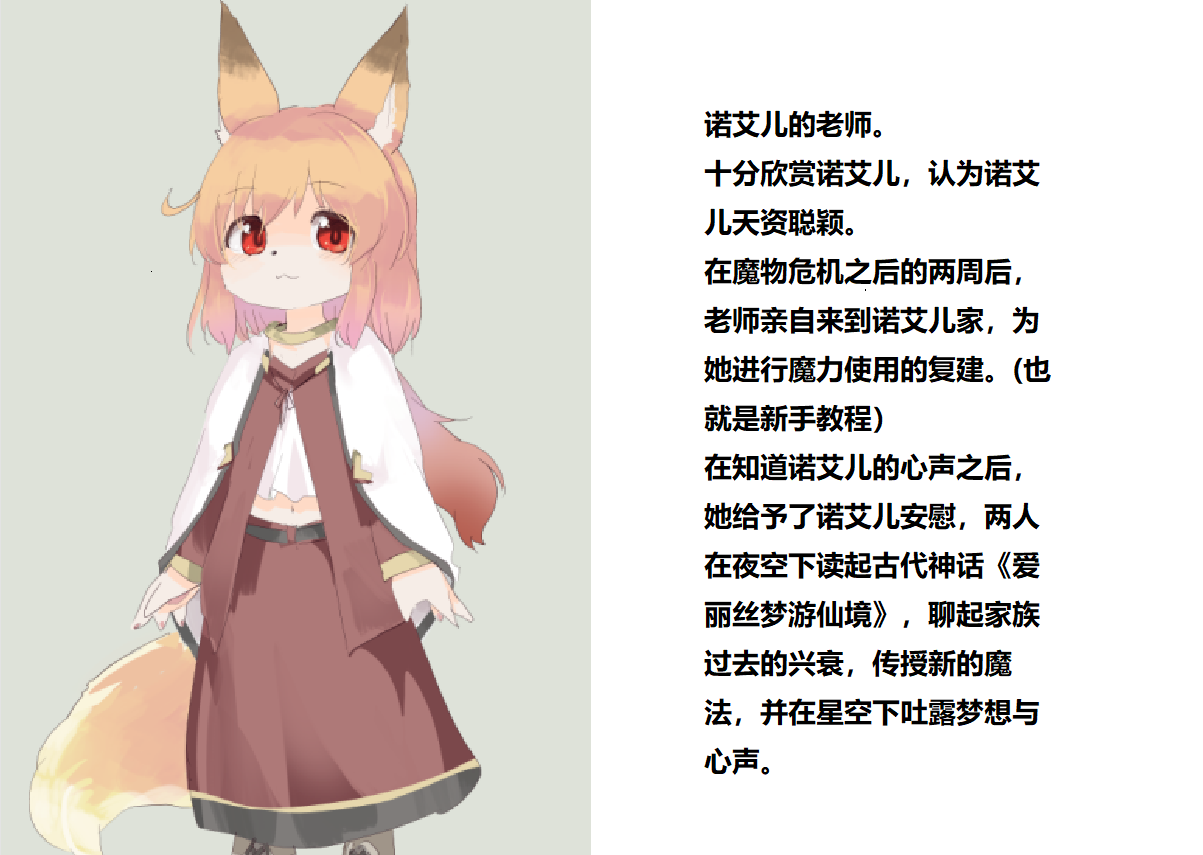 诺艾儿的老师。
十分欣赏诺艾儿，认为诺艾
儿天资聪颖。
在魔物危机之后的两周后，
老师亲自来到诺艾儿家，为
她进行魔力使用的复建。(也
就是新手教程）
在知道诺艾儿的心声之后，
她给予了诺艾儿安慰，两人
在夜空下读起古代神话《爱
丽丝梦游仙境》，聊起家族
过去的兴衰，传授新的魔
法，并在星空下吐露梦想与
心声。